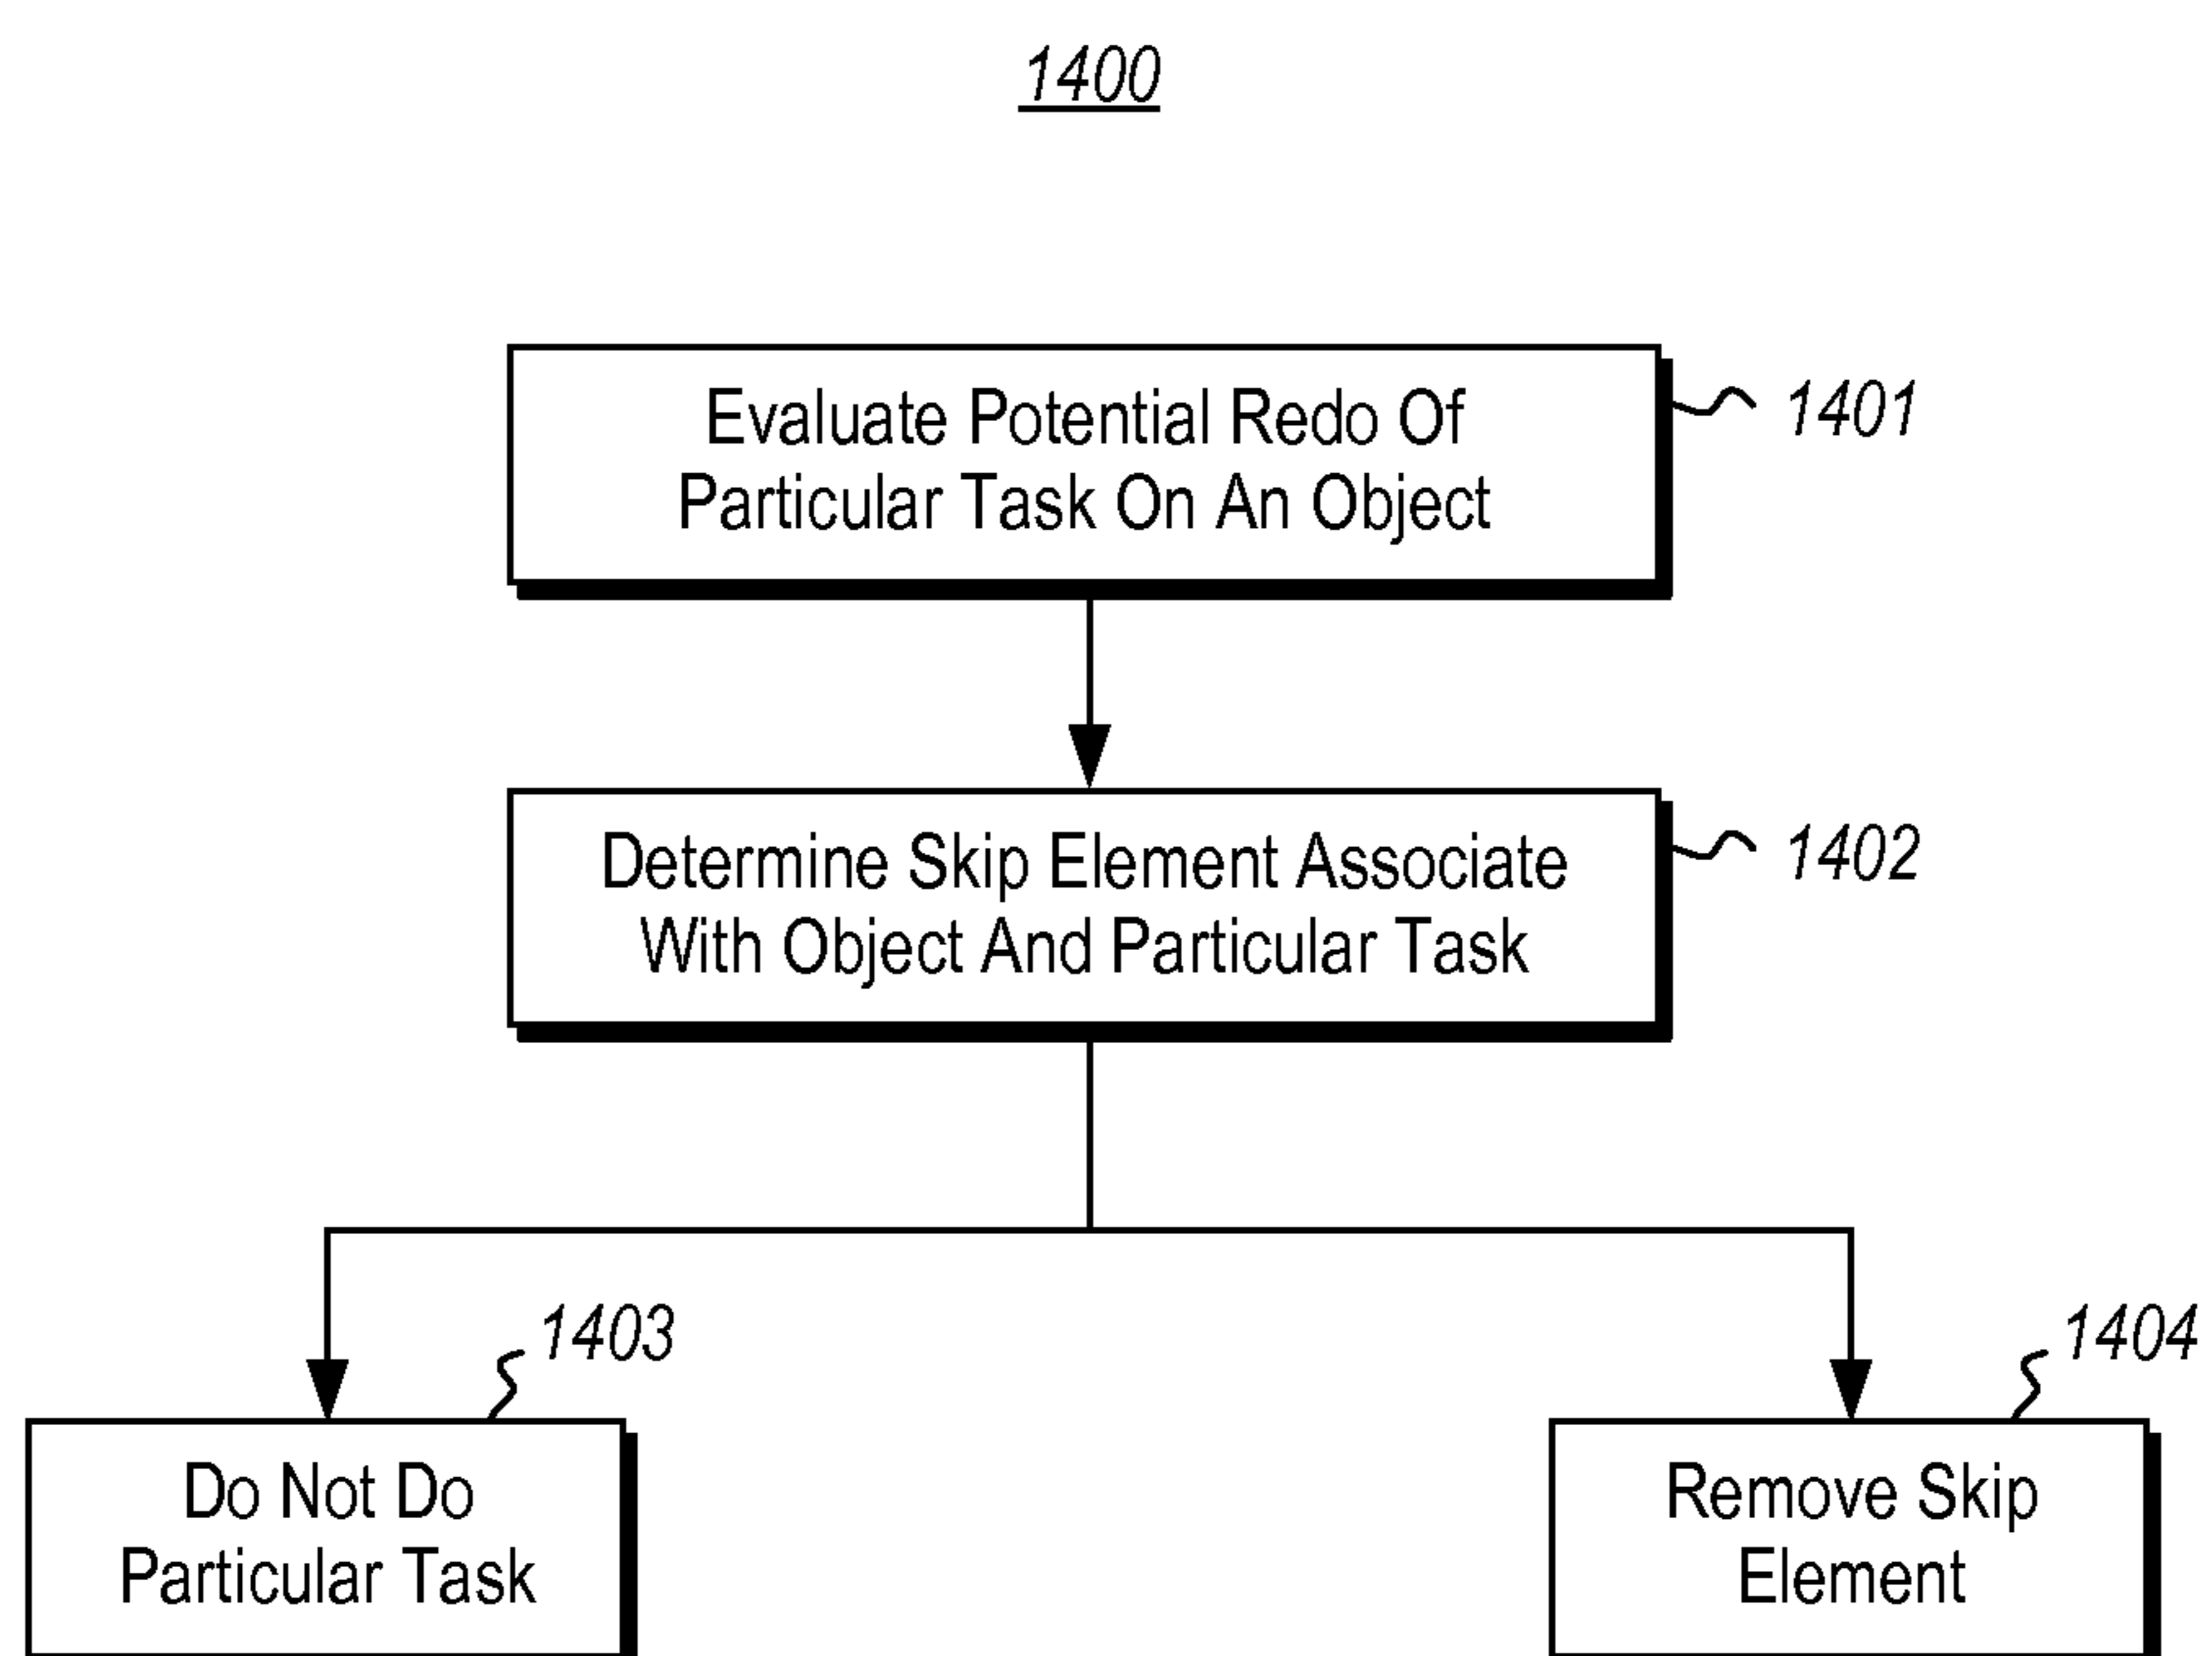 1400
Evaluate Potential Redo Of
Particular Task On An Object
1401
Determine Skip Element Associate
With Object And Particular Task
1402
1403
Do Not Do
Particular Task
1404
Remove Skip
Element